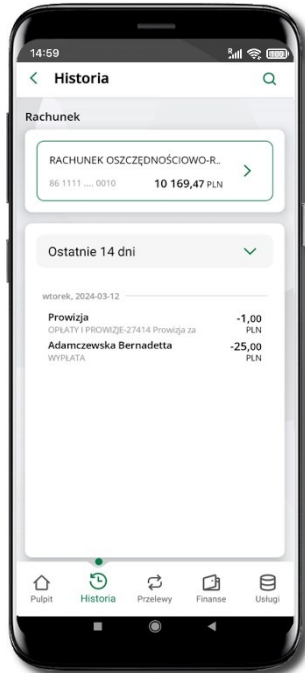 14:59
Historia
Rachunek
RACHUNEK OSZCZĘDNOŚCIOWO-R..
86 1111 .... 0010 10 169,47 PLN
Ostatnie 14 dni
wtorek, 2024-03-12
Prowizja -1,00
OPŁATY I PROWIZJE-27414 Prowizja za PLN
Adamczewska Bernadetta -25,00
WYPŁATA PLN
Pulpit Historia Przelewy Finanse Usługi